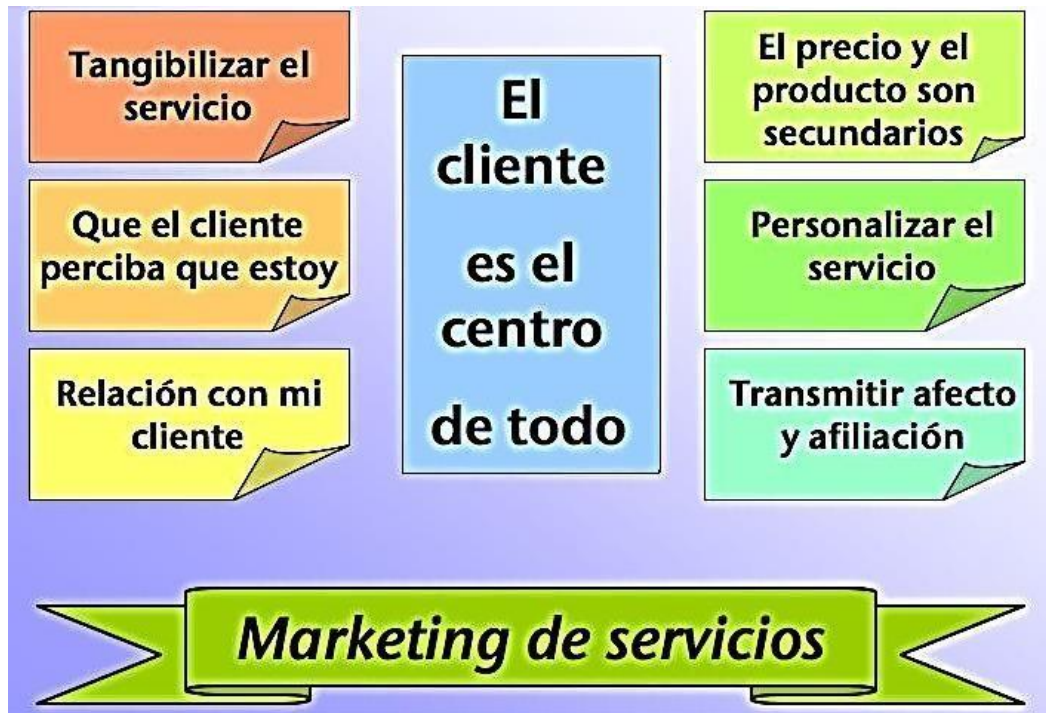 Tangibilizar el
servicio
Que el cliente
perciba que estoy
Relación con mi
cliente
El
cliente
es el
centro
de todo
El precio y el
producto son
secundarios
Personalizar el
servicio
Transmitir afecto
y afiliación
Marketing de servicios